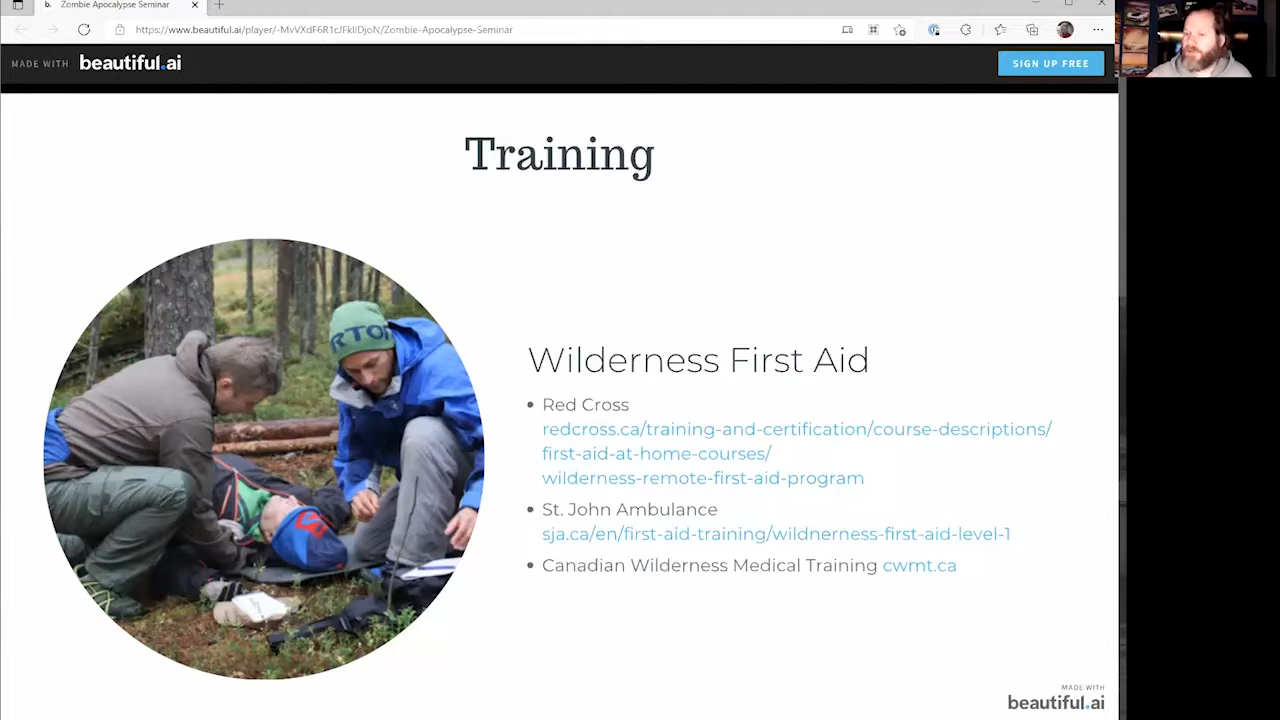 Zombie Apocalypse Seminar
https://www.beautiful.ai/player/-MvVXdF6R1cJFkliDjoN/Zombie-Apocalypse-Seminar
MADE WITH beautiful.ai
SIGN UP FREE
Training
Wilderness First Aid
Red Cross
redcross.ca/training-and-certification/course-descriptions/
first-aid-at-home-courses/
wilderness-remote-first-aid-program
St. John Ambulance
sja.ca/en/first-aid-training/wildnerness-first-aid-level-1
Canadian Wilderness Medical Training cwmt.ca
MADE WITH
beautiful.ai